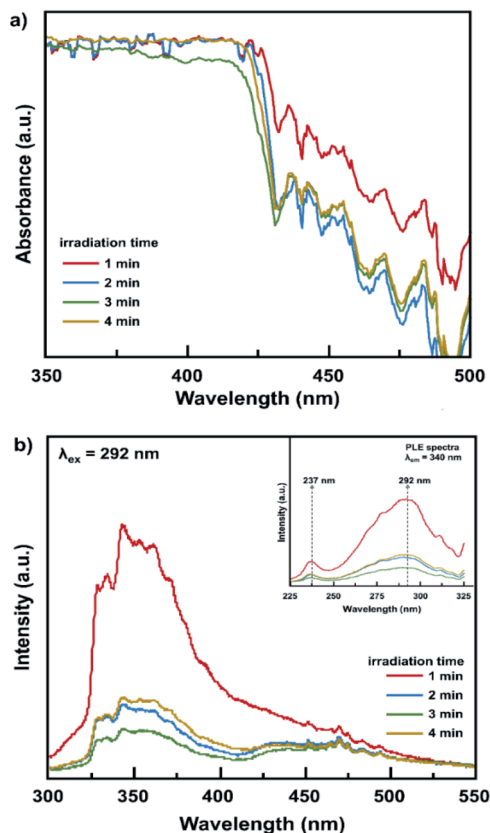 a)
Absorbance (a.u.)
irradiation time
1 min
2 min
3 min
4 min
350 400 450 500
Wavelength (nm)
b)
λex = 292 nm
PLE spectra
λem = 340 nm
237 nm 292 nm
Intensity (a.u.)
225 250 275 300 325
Wavelength (nm)
Intensity (a.u.)
irradiation time
1 min
2 min
3 min
4 min
300 350 400 450 500 550
Wavelength (nm)